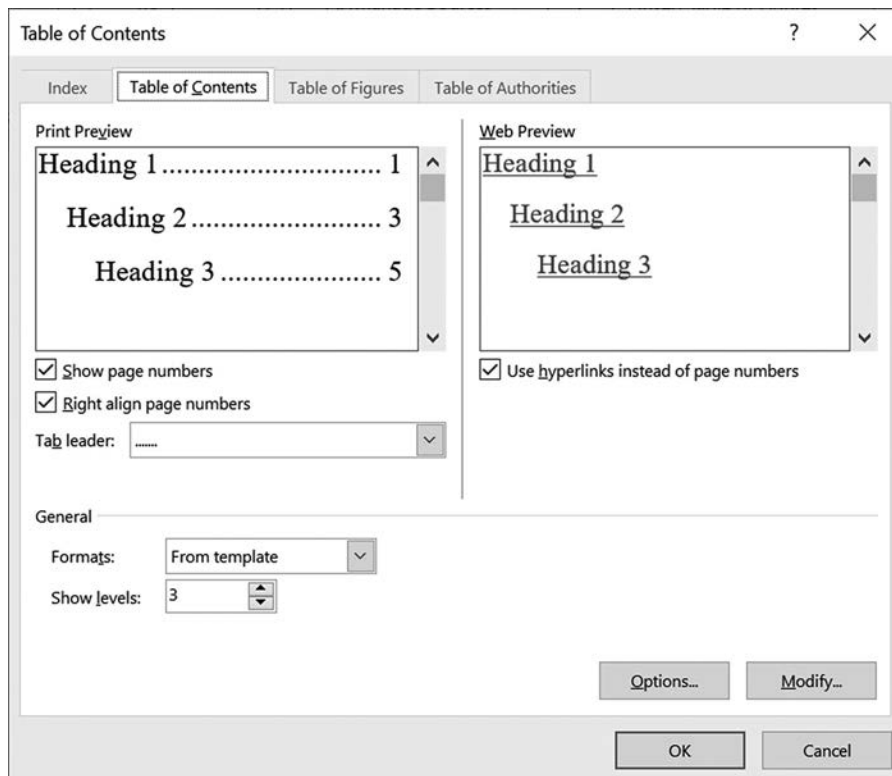 Table of Contents ? ×
Index Table of Contents Table of Figures Table of Authorities
Print Preview
Heading 1............................ 1
Heading 2........................ 3
Heading 3.................... 5
Show page numbers
Right align page numbers
Tab leader: .......
Web Preview
Heading 1
Heading 2
Heading 3
Use hyperlinks instead of page numbers
General
Formats: From template
Show levels: 3
Options... Modify...
OK Cancel